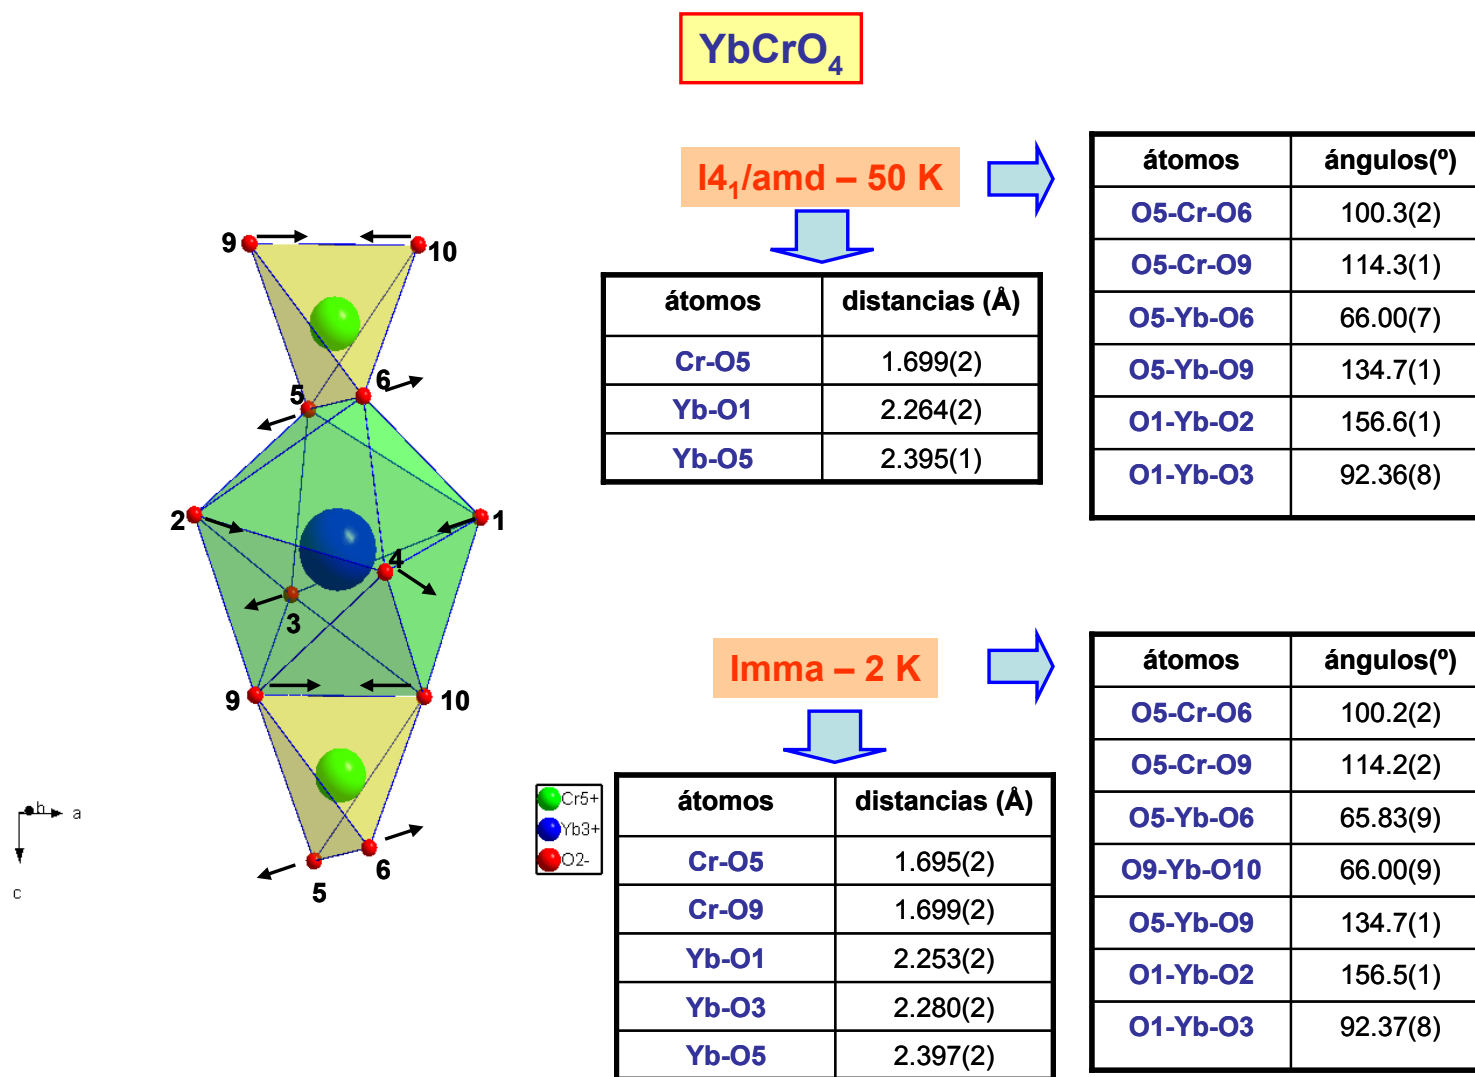 YbCrO4
I41/amd – 50 K
átomos ángulos(º)
O5-Cr-O6 100.3(2)
O5-Cr-O9 114.3(1)
O5-Yb-O6 66.00(7)
O5-Yb-O9 134.7(1)
O1-Yb-O2 156.6(1)
O1-Yb-O3 92.36(8)
átomos distancias (Å)
Cr-O5 1.699(2)
Yb-O1 2.264(2)
Yb-O5 2.395(1)
9
10
5
6
2
1
4
3
9
10
5
6
b
a
c
Cr5+
Yb3+
O2-
Imma – 2 K
átomos ángulos(º)
O5-Cr-O6 100.2(2)
O5-Cr-O9 114.2(2)
O5-Yb-O6 65.83(9)
O9-Yb-O10 66.00(9)
O5-Yb-O9 134.7(1)
O1-Yb-O2 156.5(1)
O1-Yb-O3 92.37(8)
átomos distancias (Å)
Cr-O5 1.695(2)
Cr-O9 1.699(2)
Yb-O1 2.253(2)
Yb-O3 2.280(2)
Yb-O5 2.397(2)